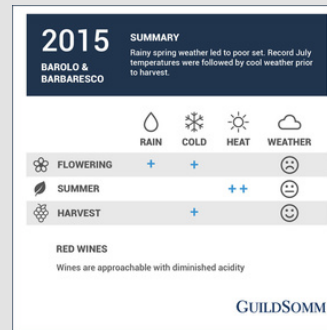 2015
BAROLO &
BARBARESCO
SUMMARY
Rainy spring weather led to poor set. Record July
temperatures were followed by cool weather prior
to harvest.
RAIN COLD HEAT WEATHER
FLOWERING + +
SUMMER ++
HARVEST +
RED WINES
Wines are approachable with diminished acidity
GUILDSOMM